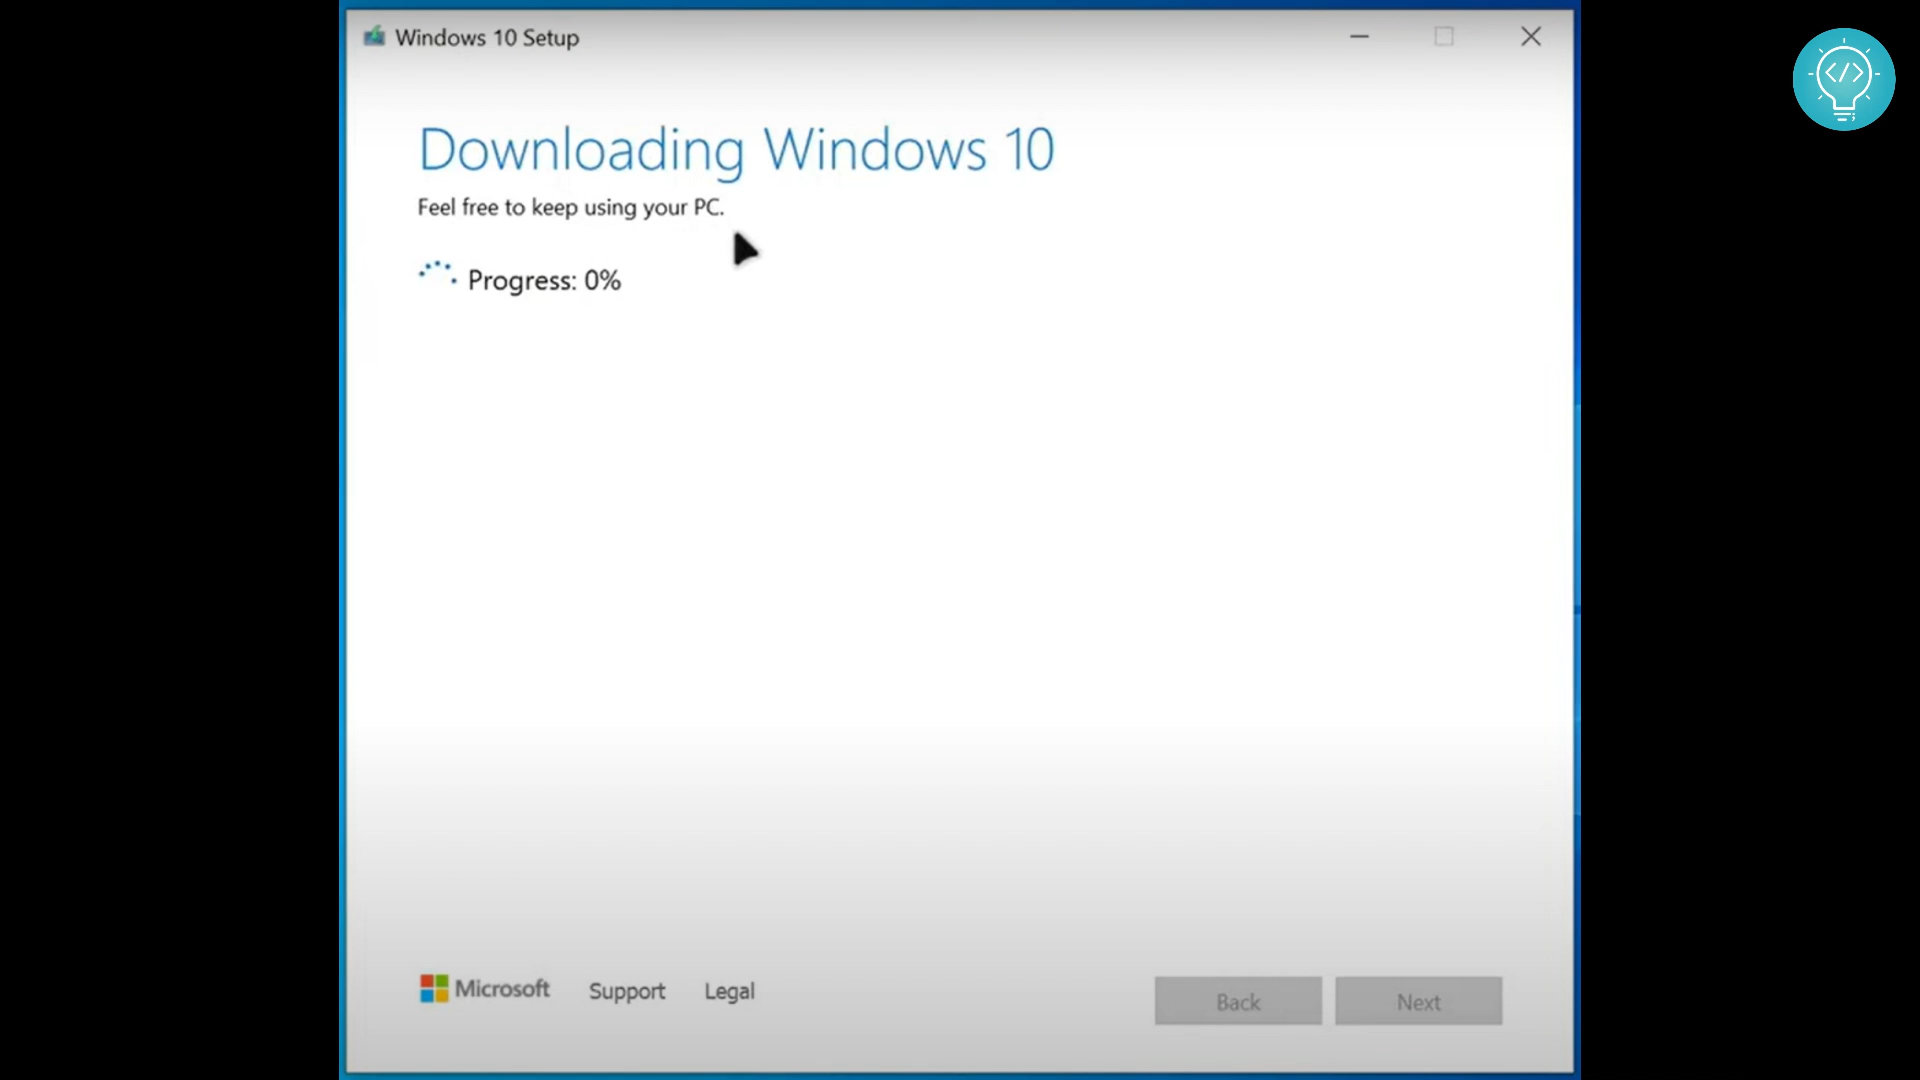 Windows 10 Setup
Downloading Windows 10
Feel free to keep using your PC.
Progress: 0%
Microsoft Support Legal
Back Next